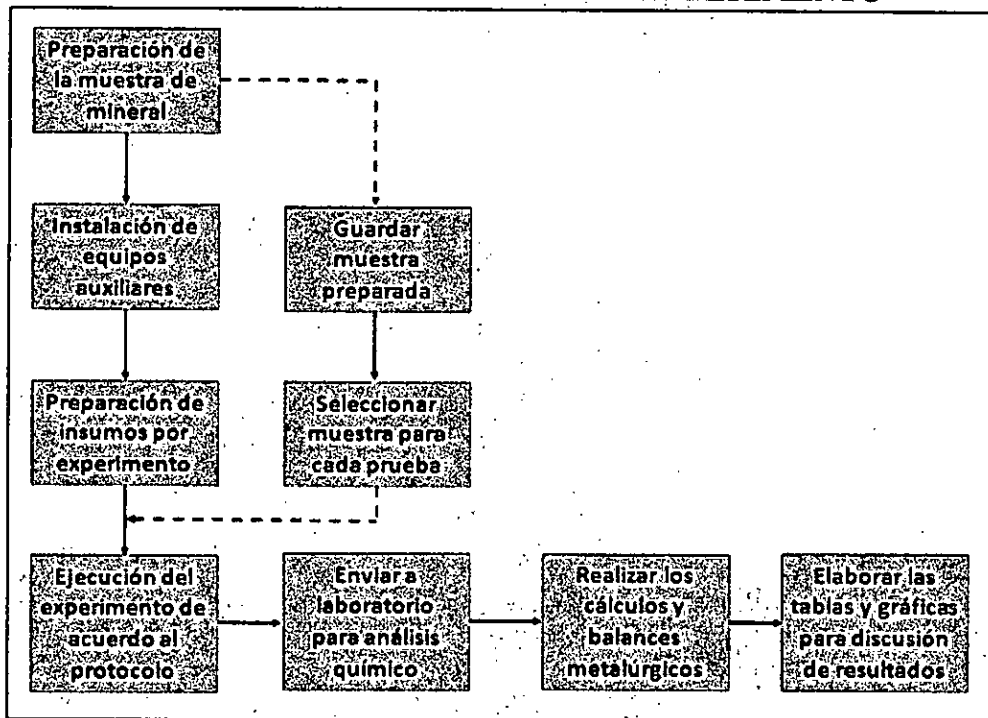 Preparación de
la muestra de
mineral
Instalación de
equipos
auxiliares
Guardar
muestra
preparada
Preparación de
insumos por
experimento
Seleccionar
muestra para
cada prueba
Ejecución del
experimento de
acuerdo al
protocolo
Enviar a
laboratorio
para análisis
químico
Realizar los
cálculos y
balances
metalurgicos
Elaborar las
tablas y gráficas
para discusión
de resultados